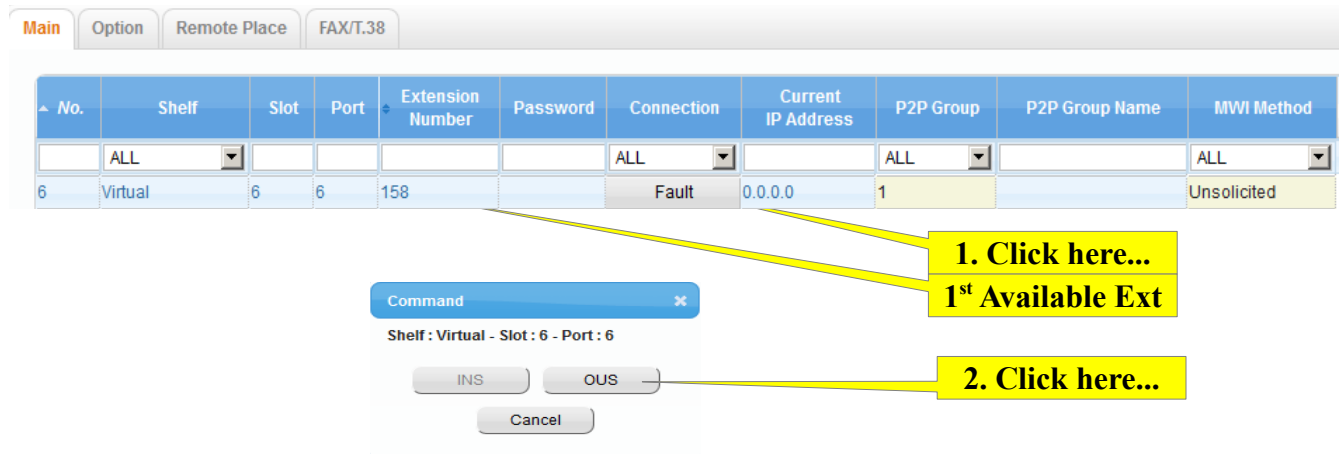 Main Option Remote Place FAX/T.38
No. Shelf Slot Port Extension Number Password Connection Current IP Address P2P Group P2P Group Name MWI Method
ALL ALL ALL ALL
6 Virtual 6 6 158 Fault 0.0.0.0 1 Unsolicited
1. Click here...
1st Available Ext
Command
Shelf : Virtual - Slot : 6 - Port : 6
INS OUS
2. Click here...
Cancel